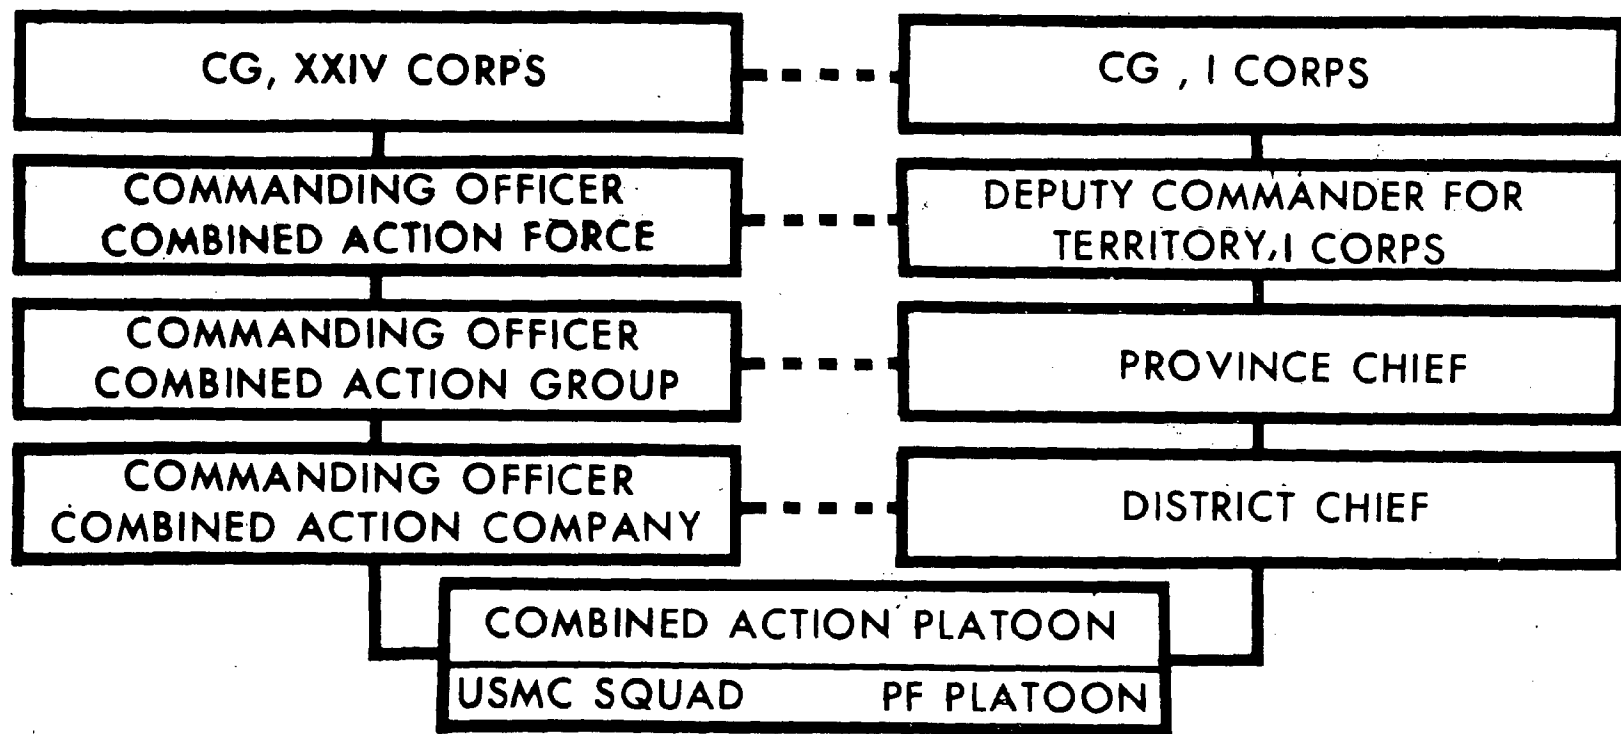 CG, XXIV CORPS
CG , I CORPS
COMMANDING OFFICER
COMBINED ACTION FORCE
DEPUTY COMMANDER FOR
TERRITORY, I CORPS
COMMANDING OFFICER
COMBINED ACTION GROUP
PROVINCE CHIEF
COMMANDING OFFICER
COMBINED ACTION COMPANY
DISTRICT CHIEF
COMBINED ACTION PLATOON
USMC SQUAD PF PLATOON